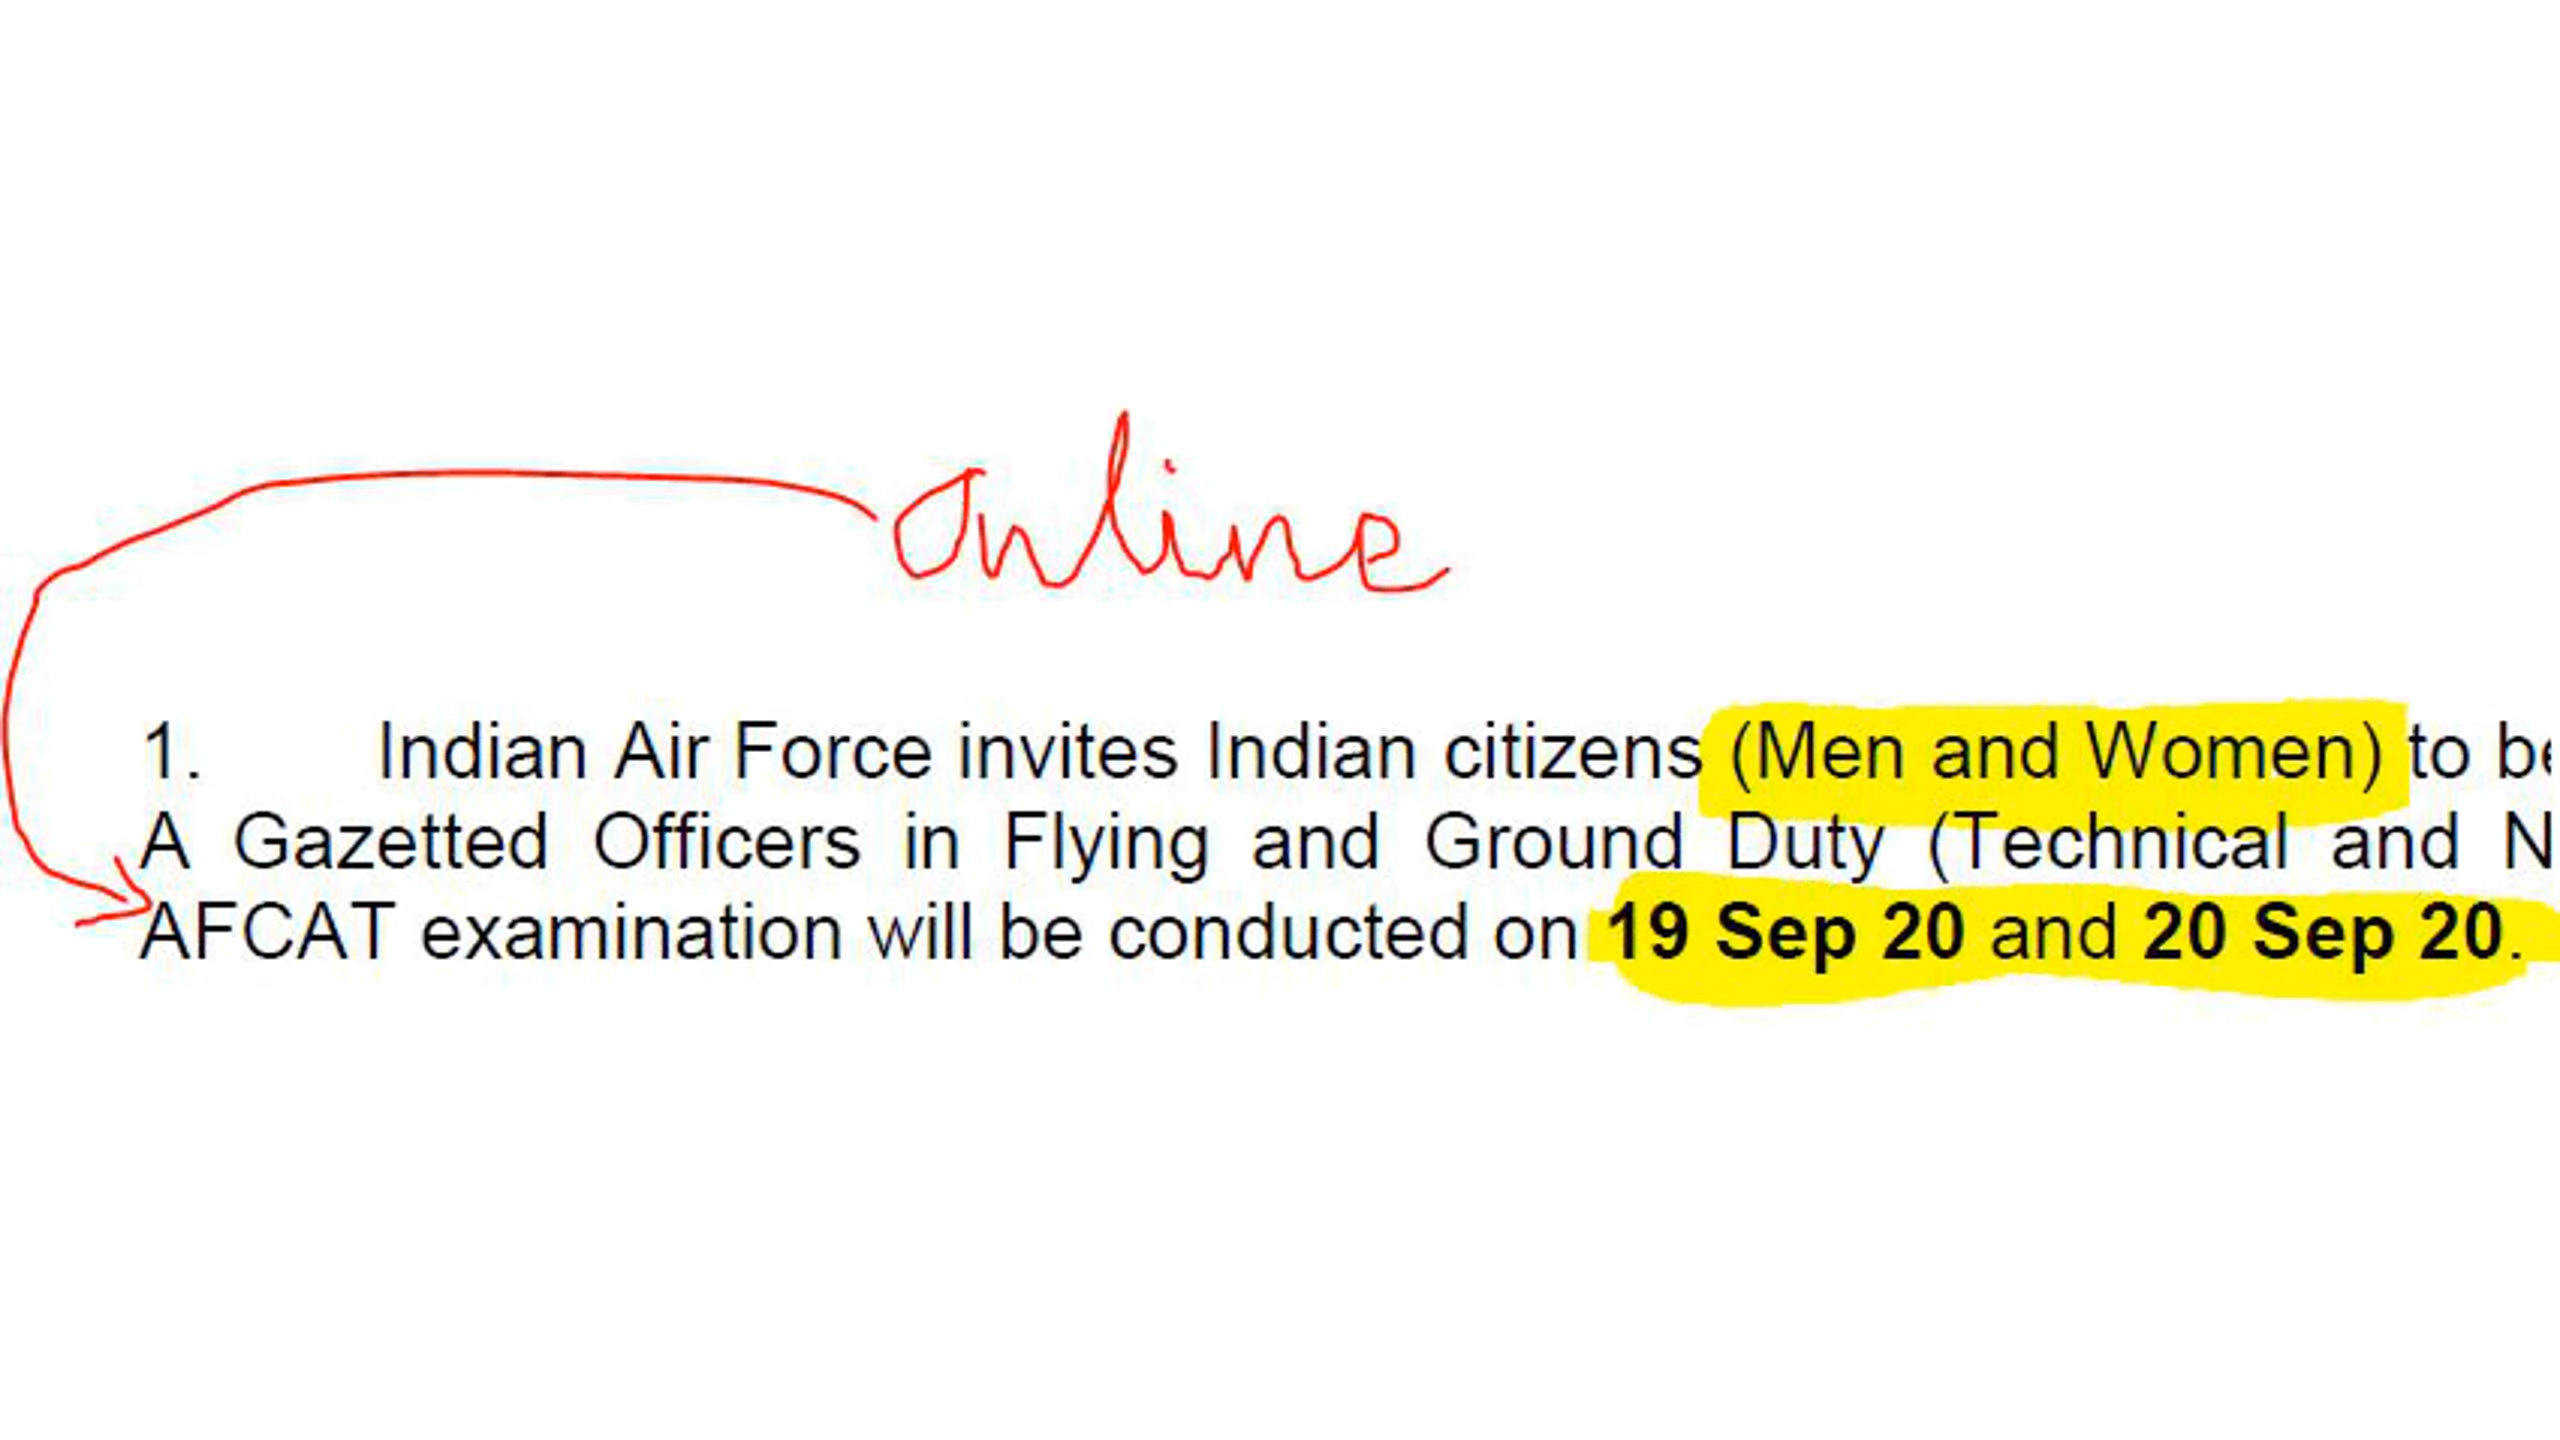 Online
1. Indian Air Force invites Indian citizens (Men and Women) to
A Gazetted Officers in Flying and Ground Duty (Technical and
AFCAT examination will be conducted on 19 Sep 20 and 20 Sep 20.